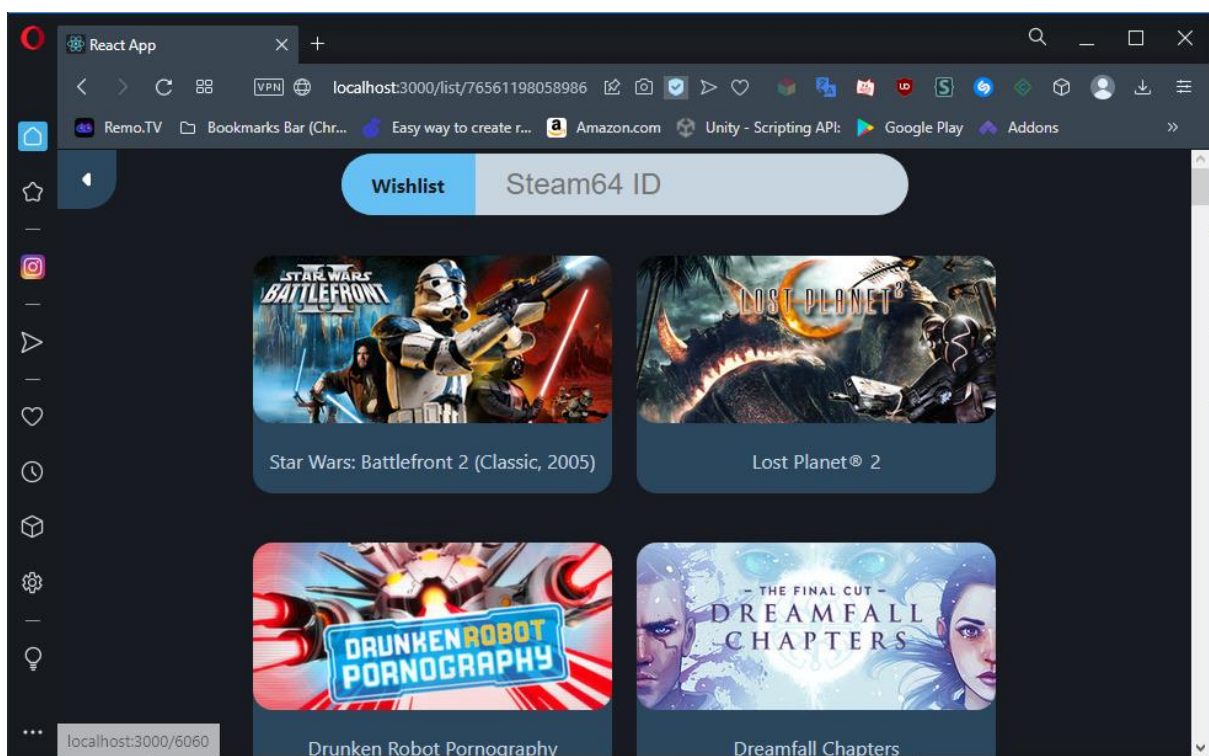 React App
VPN
localhost:3000/list/76561198058986
Remo.TV
Bookmarks Bar (Chr...
Easy way to create r...
Amazon.com
Unity - Scripting API:
Google Play
Addons
»
Wishlist
Steam64 ID
STAR WARS
BATTLEFRONT
II
LOST PLANET 2
Star Wars: Battlefront 2 (Classic, 2005)
Lost Planet® 2
DRUNKEN ROBOT
PORNOGRAPHY
- THE FINAL CUT -
DREAMFALL
CHAPTERS
localhost:3000/6060
Drunken Robot Pornography
Dreamfall Chapters